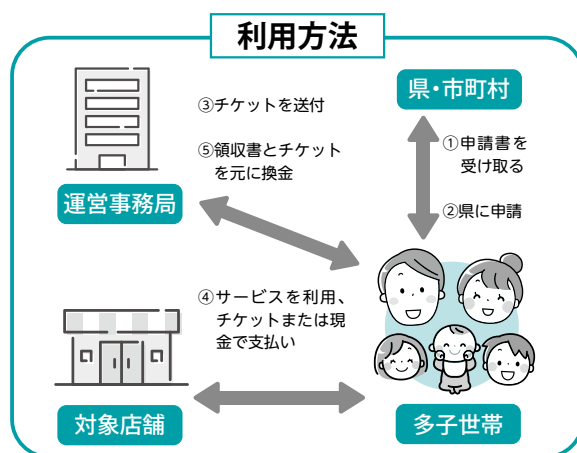 利用方法
③チケットを送付
⑤領収書とチケット
を元に換金
運営事務局
県・市町村
①申請書を
受け取る
②県に申請
④サービスを利用、
チケットまたは現
金で支払い
対象店舗
多子世帯